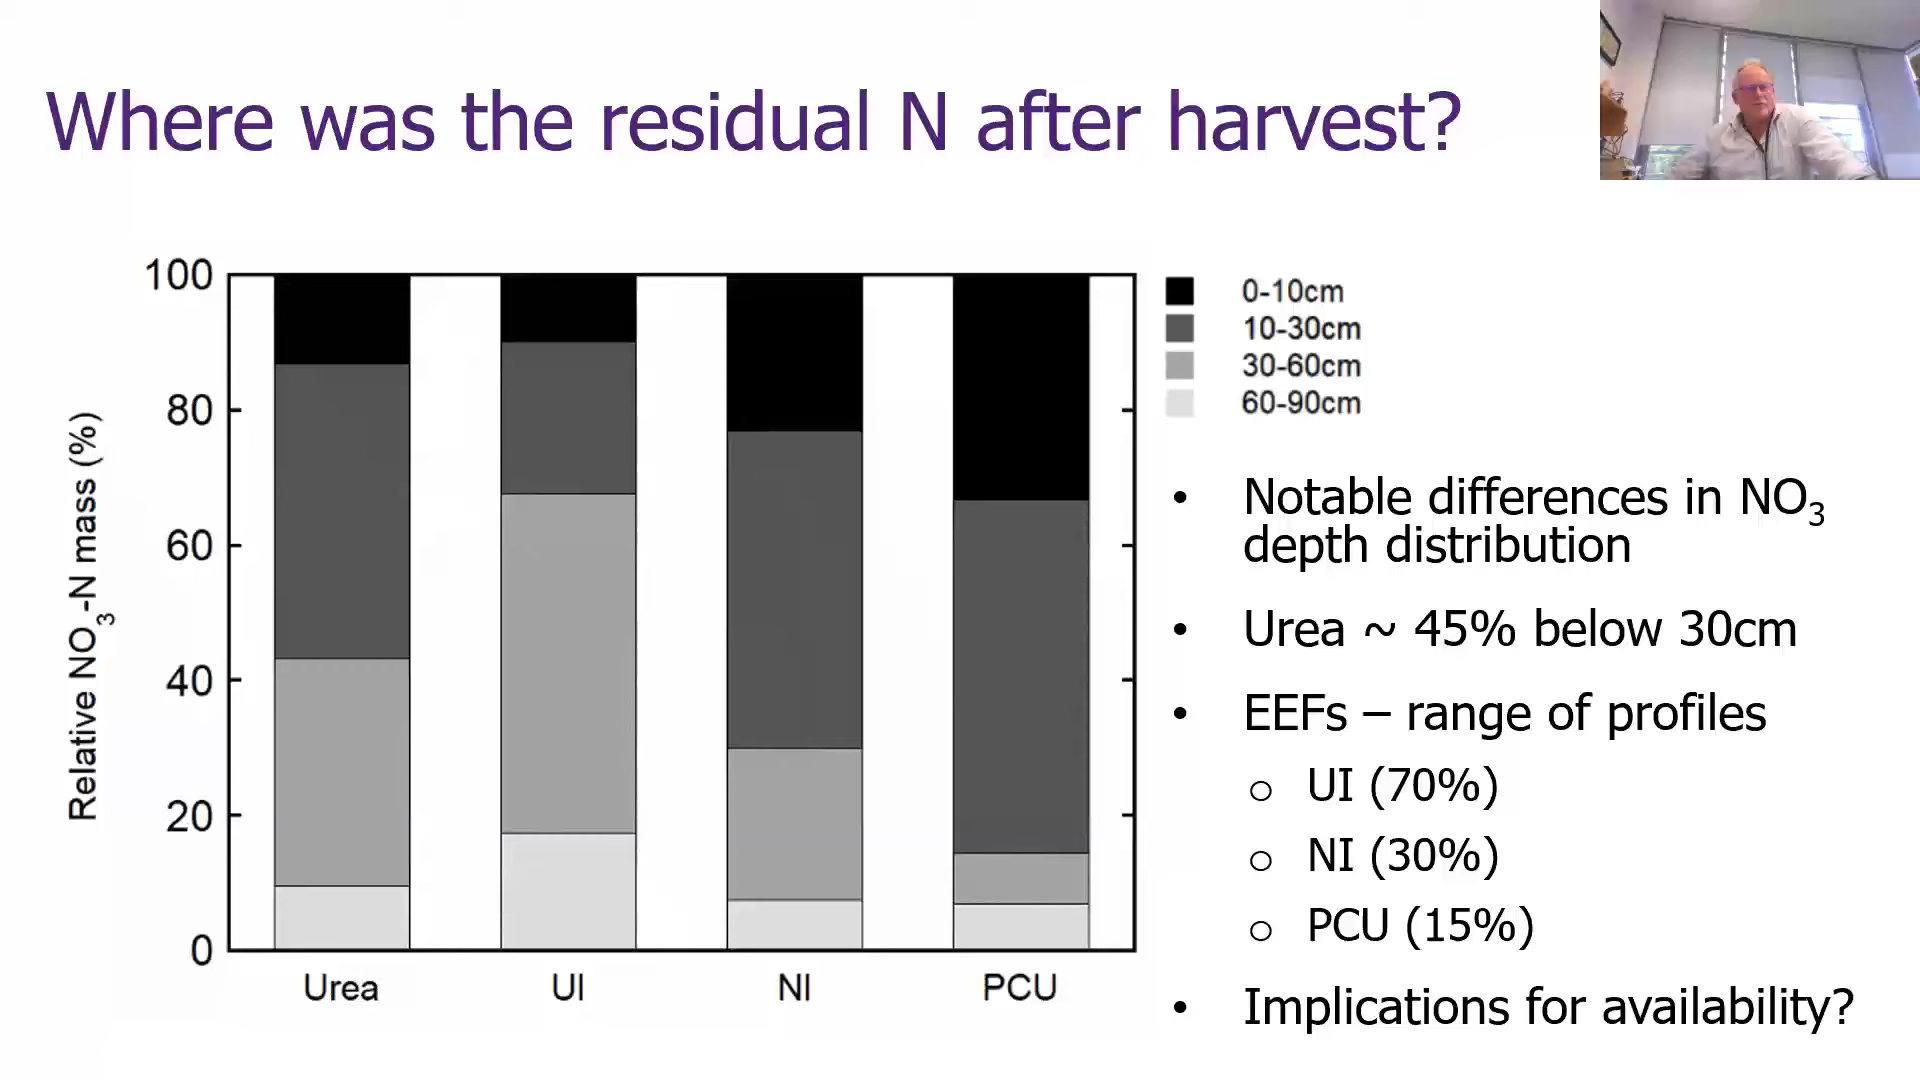 Where was the residual N after harvest?
100
80
60
40
20
0
Relative NO3-N mass (%)
Urea
UI
NI
PCU
0-10cm
10-30cm
30-60cm
60-90cm
• Notable differences in NO3
depth distribution
• Urea ~ 45% below 30cm
• EEFs – range of profiles
o UI (70%)
o NI (30%)
o PCU (15%)
• Implications for availability?